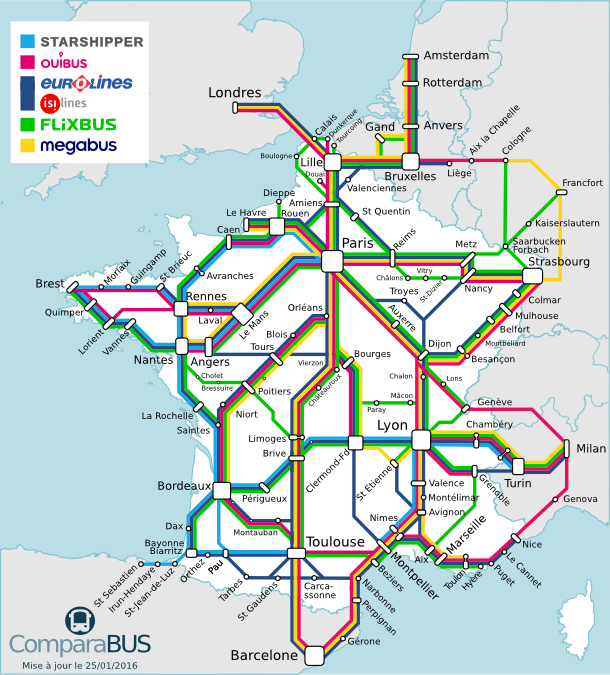 STARSHIPPER
OUIBUS
EUROLINES
isilines
FLiXBUS
megabus
Amsterdam
Rotterdam
Londres
Anvers
Gand
Calais
Dunkerque
Tourcoing
Boulogne
Lille
Douai
Bruxelles
Liège
Aix la Chapelle
Cologne
Francfort
Valenciennes
Dieppe
Amiens
St Quentin
Le Havre
Rouen
Caen
Paris
Reims
Metz
Kaiserslautern
Saarbucken
Forbach
Strasbourg
Châlons
Vitry
St-Dizier
Nancy
Brest
Morlaix
Guingamp
St Brieuc
Avranches
Quimper
Lorient
Vannes
Rennes
Laval
Le Mans
Orléans
Troyes
Auxerre
Colmar
Mulhouse
Belfort
Montbeliard
Besançon
Dijon
Nantes
Angers
Tours
Blois
Vierzon
Bourges
Châteauroux
Cholet
Bressuire
Poitiers
Niort
Chalon
Lons
Mâcon
Paray
Genève
La Rochelle
Saintes
Limoges
Brive
Clermont-Fd
Lyon
Chambéry
Milan
Turin
St Etienne
Grenoble
Bordeaux
Périgueux
Valence
Montélimar
Avignon
Genova
Montauban
Nimes
Dax
Bayonne
Biarritz
Toulouse
Montpellier
Aix
Marseille
Nice
Le Cannet
Puget
Hyère
Toulon
St Sebastien
Irun-Hendaye
St-Jean-de-Luz
Orthez
Pau
Tarbes
St Gaudens
Carca-
ssonne
Beziers
Narbonne
Perpignan
Gérone
Barcelone
ComparaBUS
Mise à jour le 25/01/2016